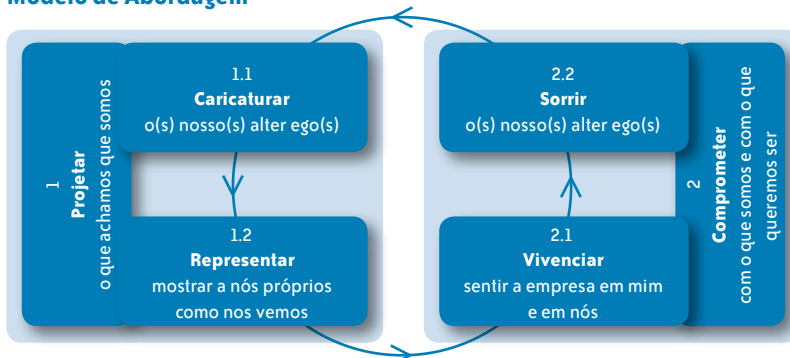 Modelo de Abordagem
1
Projetar
o que achamos que somos
1.1
Caricaturar
o(s) nosso(s) alter ego(s)
1.2
Representar
mostrar a nós próprios
como nos vemos
2.2
Sorrir
o(s) nosso(s) alter ego(s)
2.1
Vivenciar
sentir a empresa em mim
e em nós
2
Comprometer
com o que somos e com o que
queremos ser